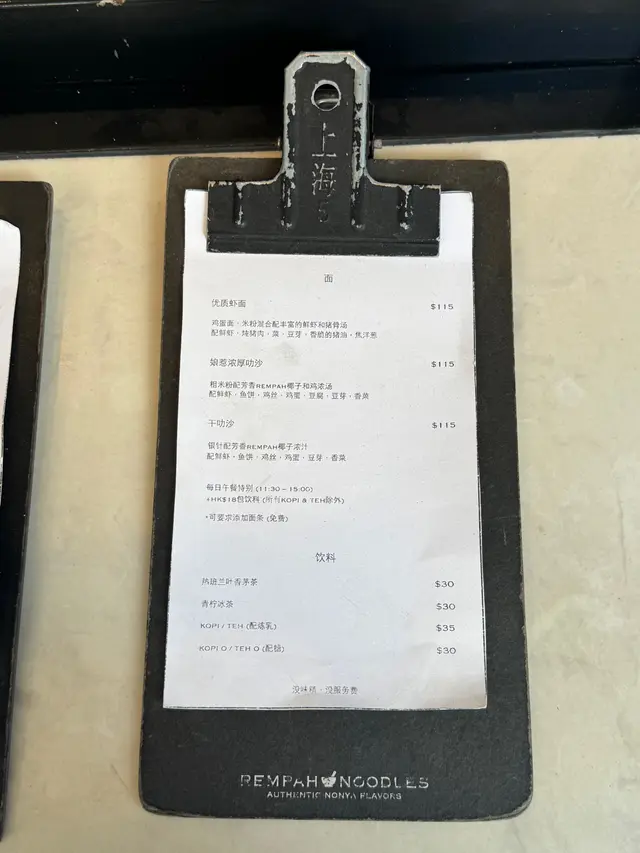 上海
5
面
优质虾面 $115
鸡蛋面、米粉混合配丰富的鲜虾和猪骨汤
配鲜虾、炖猪肉、菜、豆芽、香脆的猪油、焦洋葱
娘惹浓厚叻沙 $115
粗米粉配芳香REMPAH椰子和鸡浓汤
配鲜虾、鱼饼、鸡丝、鸡蛋、豆腐、豆芽、香菜
干叻沙 $115
银针配芳香REMPAH椰子浓汁
配鲜虾、鱼饼、鸡丝、鸡蛋、豆芽、香菜
每日午餐特别 (11:30 – 15:00)
+HK$18包饮料 (所有KOPI & TEH除外)
*可要求添加面条 (免费)
饮料
热班兰叶香茅茶 $30
青柠冰茶 $30
KOPI / TEH (配炼乳) $35
KOPI O / TEH O (配糖) $30
没味精、没服务费
REMPAH NOODLES
AUTHENTIC NONYA FLAVORS